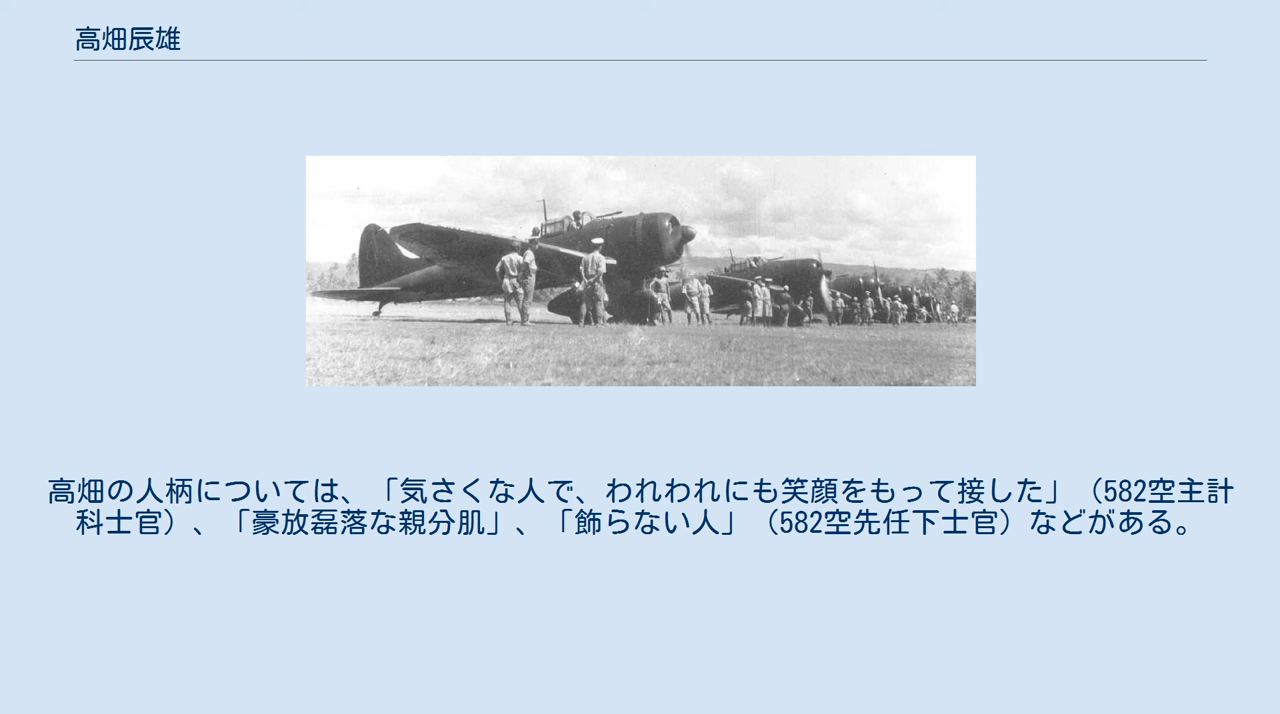 高畑辰雄
高畑の人柄については、「気さくな人で、われわれにも笑顔をもって接した」（582空主計
科士官）、「豪放磊落な親分肌」、「飾らない人」（582空先任下士官）などがある。